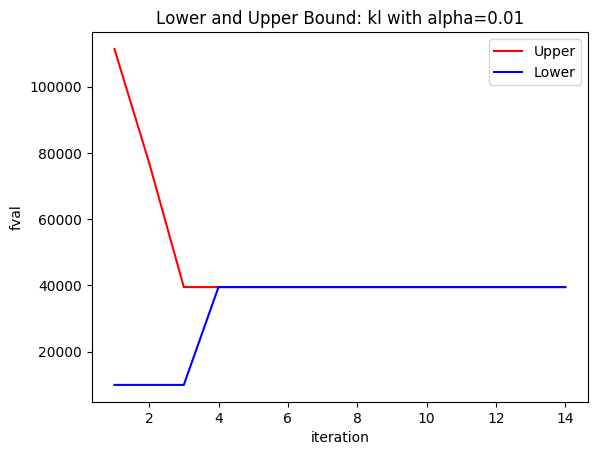 Lower and Upper Bound: kl with alpha=0.01
Upper
Lower
100000
80000
60000
40000
20000
fval
2 4 6 8 10 12 14
iteration